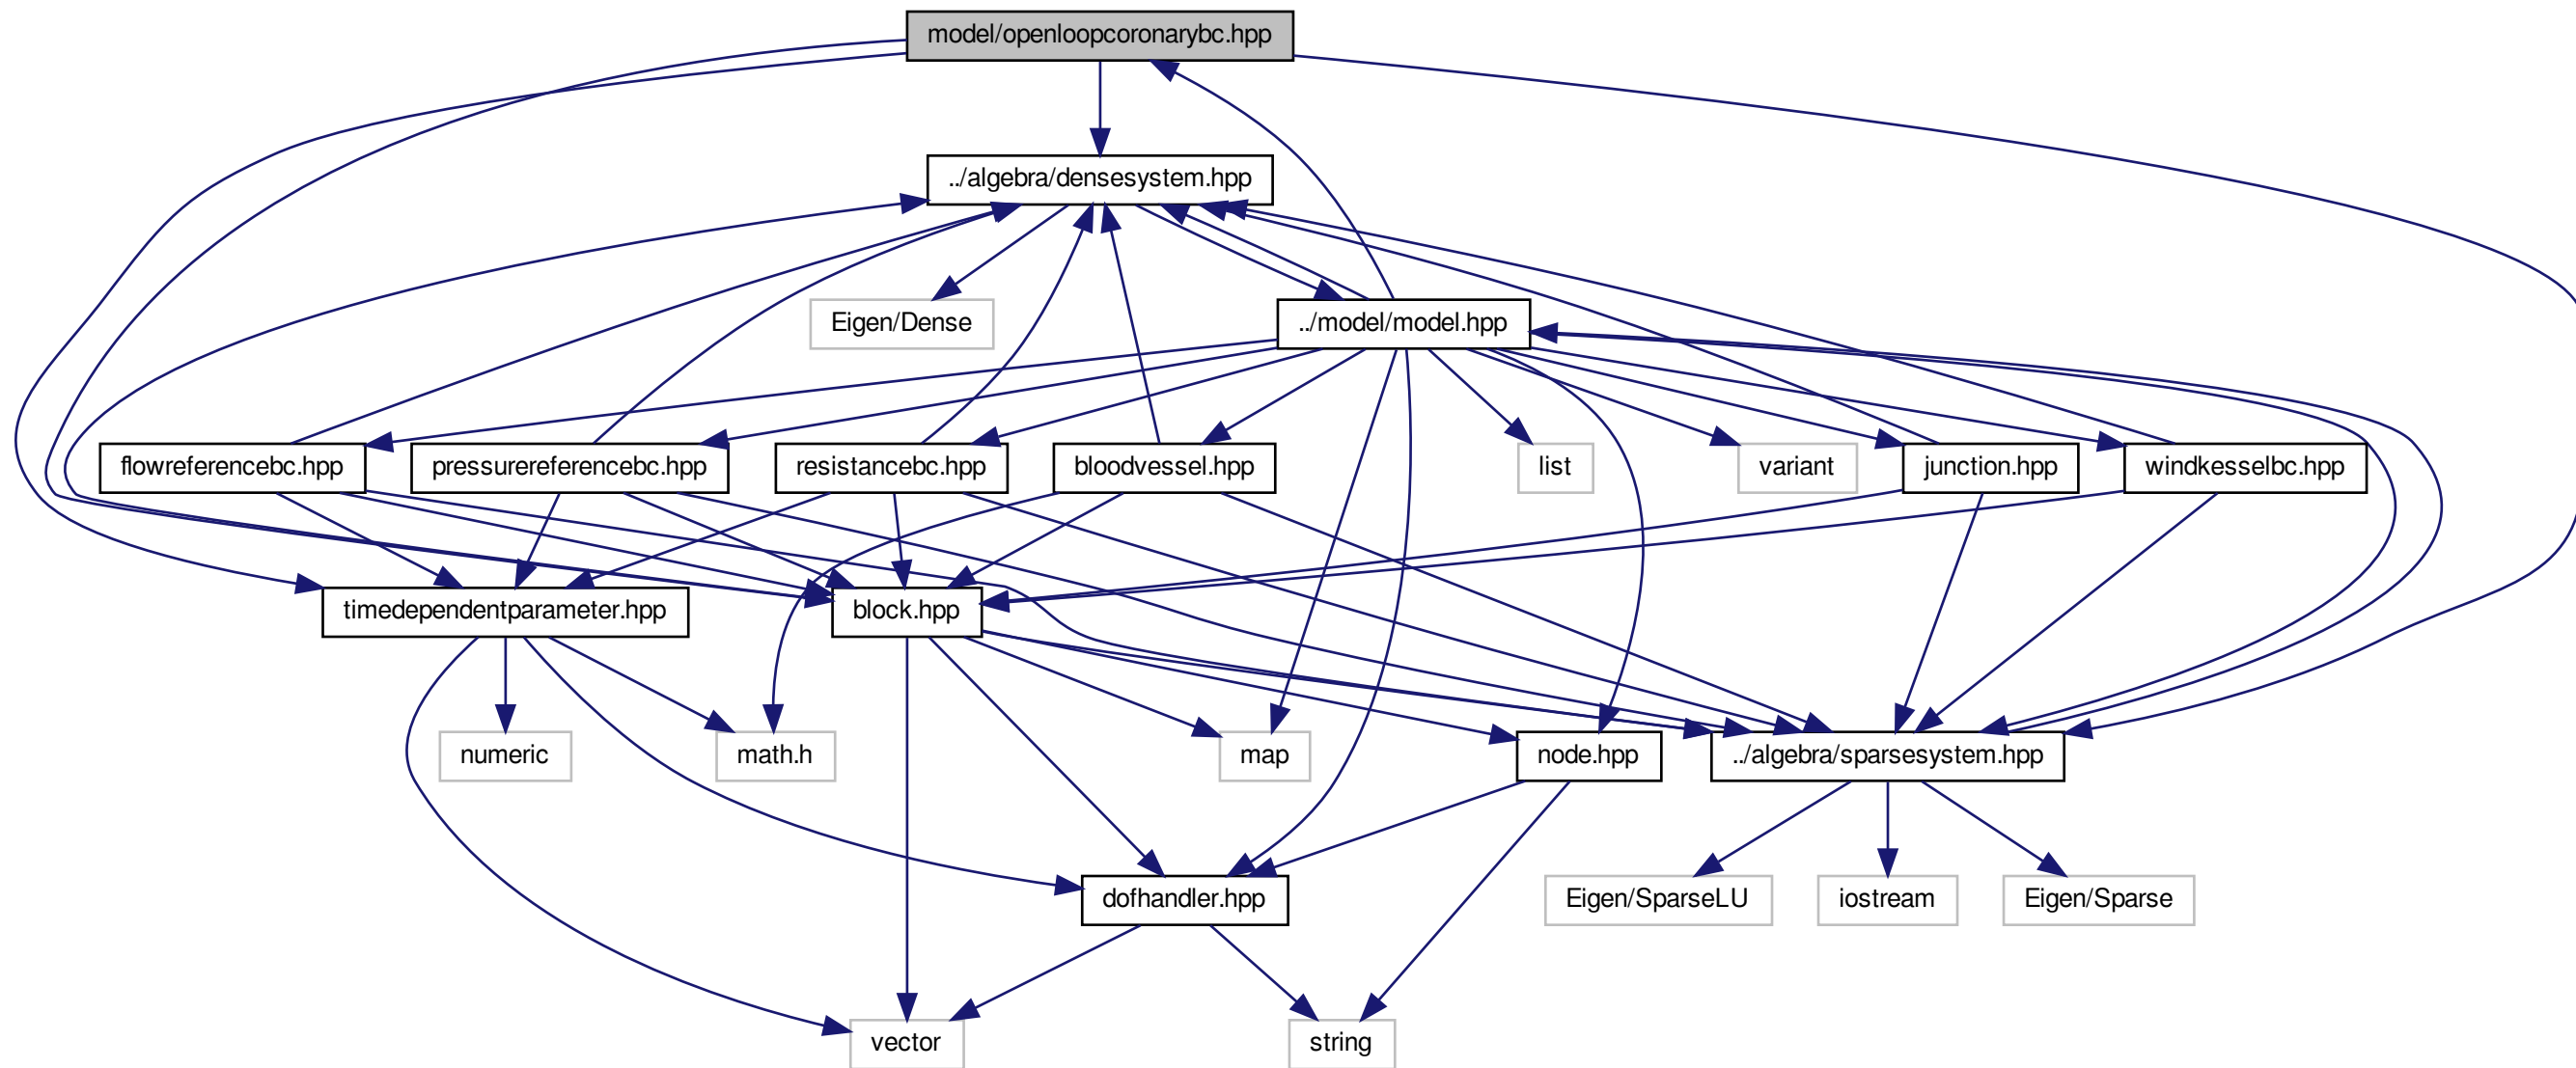 model/openloopcoronarybc.hpp
../algebra/densesystem.hpp
Eigen/Dense
../model/model.hpp
flowreferencebc.hpp
pressurereferencebc.hpp
resistancebc.hpp
bloodvessel.hpp
list
variant
junction.hpp
windkesselbc.hpp
timedependentparameter.hpp
block.hpp
numeric
math.h
map
node.hpp
../algebra/sparsesystem.hpp
dofhandler.hpp
Eigen/SparseLU
iostream
Eigen/Sparse
vector
string